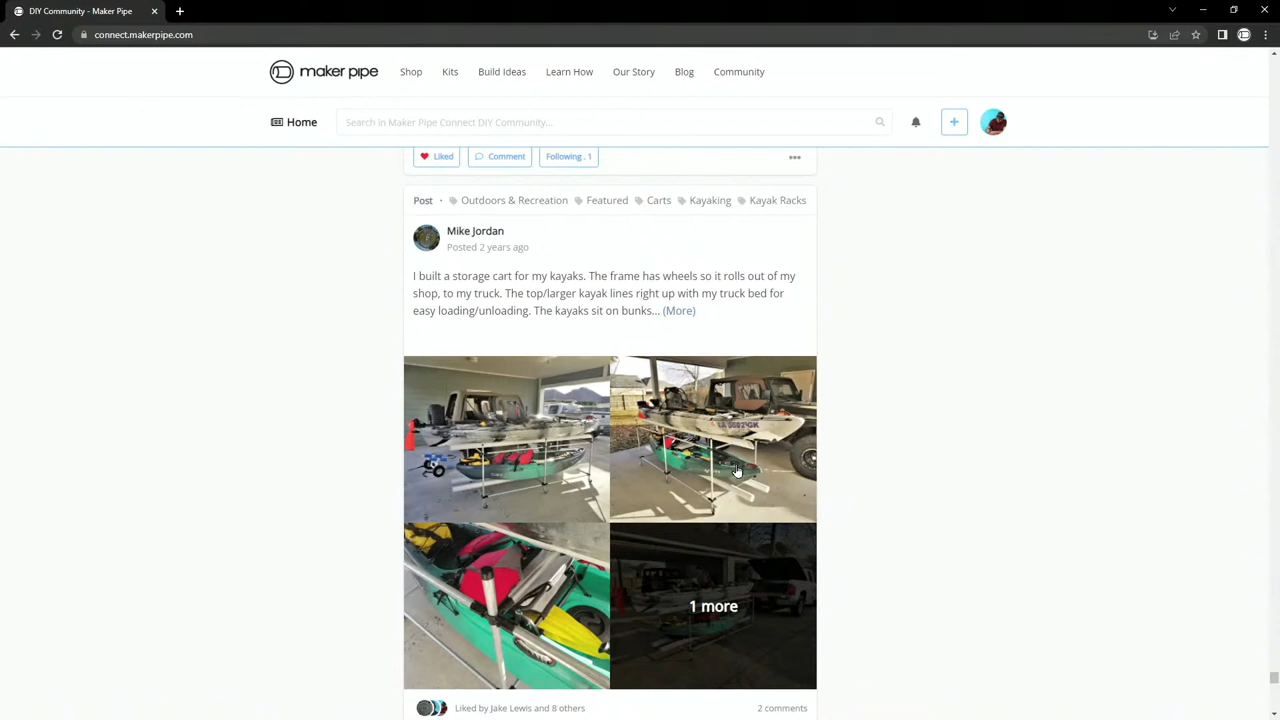 DIY Community
connect.makerpipe.com
maker pipe Shop Kits Build Ideas Learn How Our Story Blog Community
Home Search in Maker Pipe Connect DIY Community...
Liked Comment Following . 1
Post · Outdoors & Recreation Featured Carts Kayaking Kayak Racks
Mike Jordan
Posted 2 years ago
I built a storage cart for my kayaks. The frame has wheels so it rolls out of my
shop, to my truck. The top/larger kayak lines right up with my truck bed for
easy loading/unloading. The kayaks sit on bunks... (More)
1 more
Liked by Jake Lewis and 8 others 2 comments